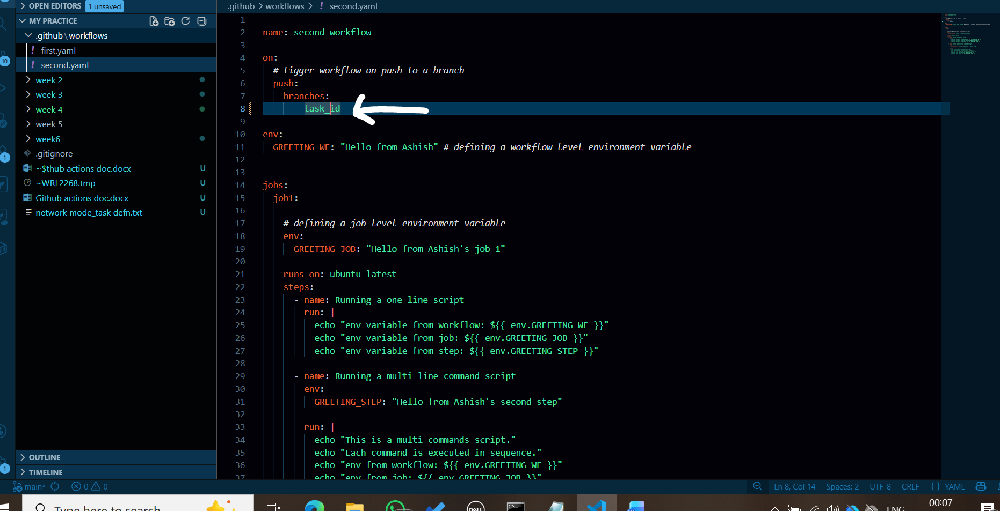 OPEN EDITORS 1 unsaved
MY PRACTICE
.github\workflows
! first.yaml
! second.yaml
week 2
week 3
week 4
week 5
week6
.gitignore
~$thub actions doc.docx U
~WRL2268.tmp U
Github actions doc.docx U
network mode_task defn.txt U
OUTLINE
TIMELINE
10
1
1
.github > workflows > ! second.yaml
1
2 name: second workflow
3
4 on:
5 # tigger workflow on push to a branch
6 push:
7 branches:
8 - task_id
9
10 env:
11 GREETING_WF: "Hello from Ashish" # defining a workflow level environment variable
12
13
14 jobs:
15 job1:
16
17 # defining a job level environment variable
18 env:
19 GREETING_JOB: "Hello from Ashish's job 1"
20
21 runs-on: ubuntu-latest
22 steps:
23 - name: Running a one line script
24 run: |
25 echo "env variable from workflow: ${{ env.GREETING_WF }}"
26 echo "env variable from job: ${{ env.GREETING_JOB }}"
27 echo "env variable from step: ${{ env.GREETING_STEP }}"
28
29 - name: Running a multi line command script
30 env:
31 GREETING_STEP: "Hello from Ashish's second step"
32
33 run: |
34 echo "This is a multi commands script."
35 echo "Each command is executed in sequence."
36 echo "env from workflow: ${{ env.GREETING_WF }}"
37 echo "env from job: ${{ env.GREETING_JOB }}"
main* 0 0 Ln 8, Col 14 Spaces: 2 UTF-8 CRLF {} YAML
Type here to search DELL ENG 00:07